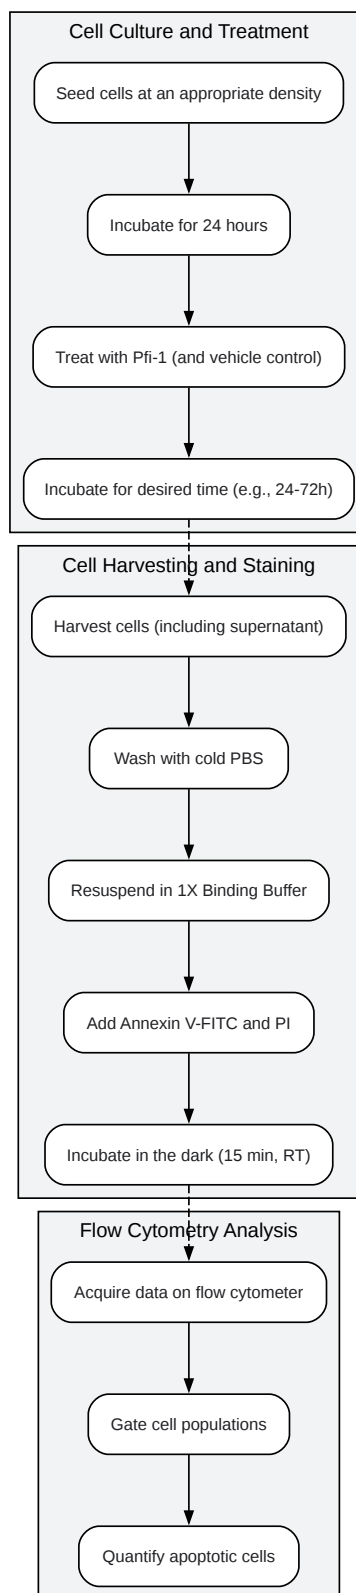 Cell Culture and Treatment
Seed cells at an appropriate density
Incubate for 24 hours
Treat with Pfi-1 (and vehicle control)
Incubate for desired time (e.g., 24-72h)
Cell Harvesting and Staining
Harvest cells (including supernatant)
Wash with cold PBS
Resuspend in 1X Binding Buffer
Add Annexin V-FITC and PI
Incubate in the dark (15 min, RT)
Flow Cytometry Analysis
Acquire data on flow cytometer
Gate cell populations
Quantify apoptotic cells